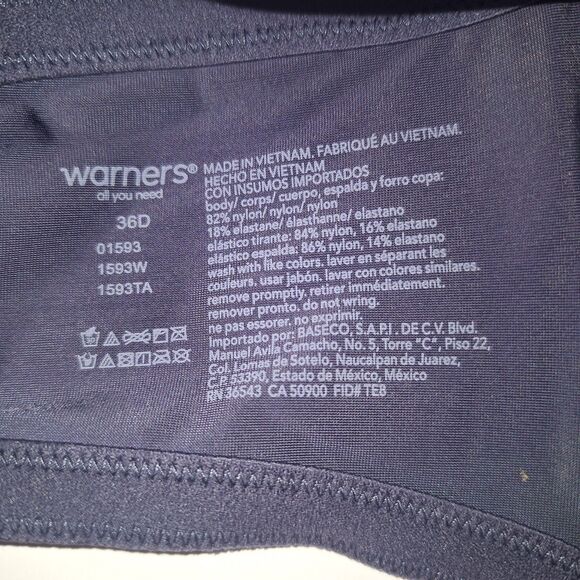 warners®
all you need
36D
01593
1593W
1593TA
MADE IN VIETNAM. FABRIQUÉ AU VIETNAM.
HECHO EN VIETNAM
CON INSUMOS IMPORTADOS
body/ corps/ cuerpo, espalda y forro copa:
82% nylon/ nylon/ nylon
18% elastane/ élasthanne/ elastano
elástico tirante: 84% nylon, 16% elastano
elástico espalda: 86% nylon, 14% elastano
wash with like colors. laver en séparant les
couleurs. usar jabón. lavar con colores similares.
remove promptly. retirer immédiatement.
remover pronto. do not wring.
ne pas essorer. no exprimir.
Importado por: BASECO, S.A.P.I . DE C.V. Blvd.
Manuel Avila Camacho, No. 5, Torre "C", Piso 22,
Col. Lomas de Sotelo, Naucalpan de Juarez,
C.P. 53390, Estado de México, México
RN 36543 CA 50900 FID# TE8